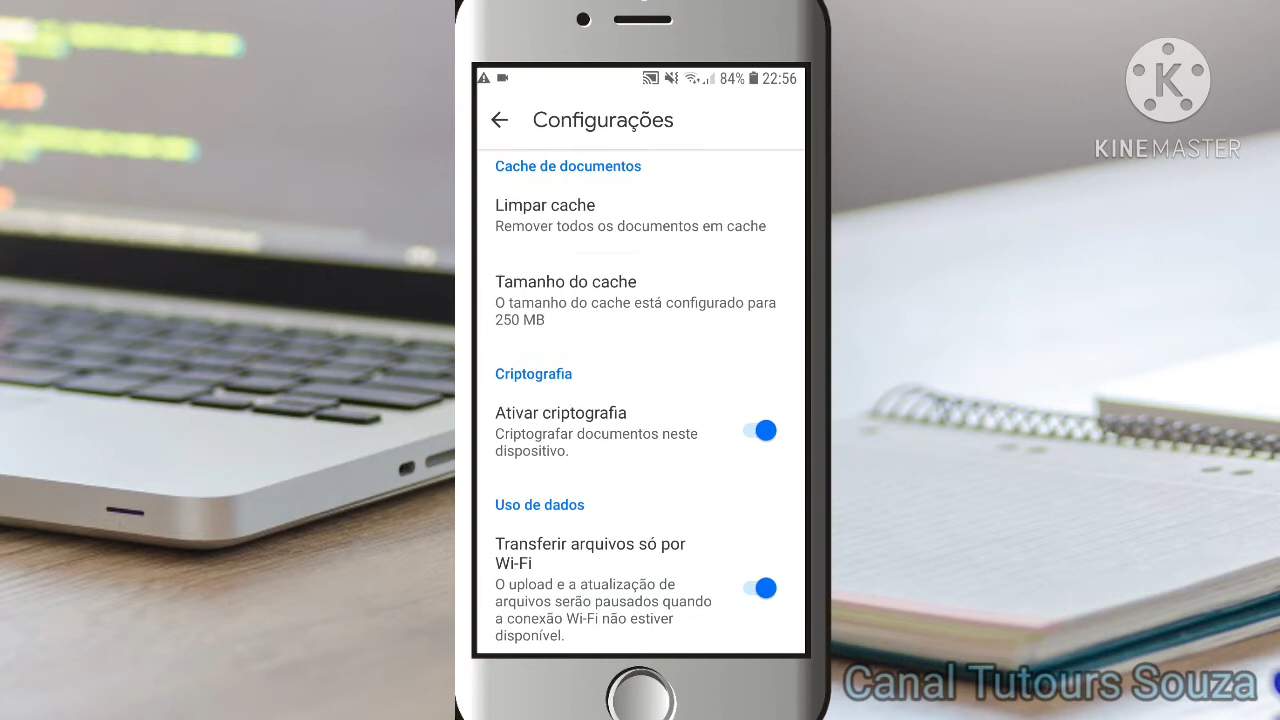 84% 22:56
K
KINEMASTER
Configurações
Cache de documentos
Limpar cache
Remover todos os documentos em cache
Tamanho do cache
O tamanho do cache está configurado para
250 MB
Criptografia
Ativar criptografia
Criptografar documentos neste
dispositivo.
Uso de dados
Transferir arquivos só por
Wi-Fi
O upload e a atualização de
arquivos serão pausados quando
a conexão Wi-Fi não estiver
disponível.
Canal Tutours Souza